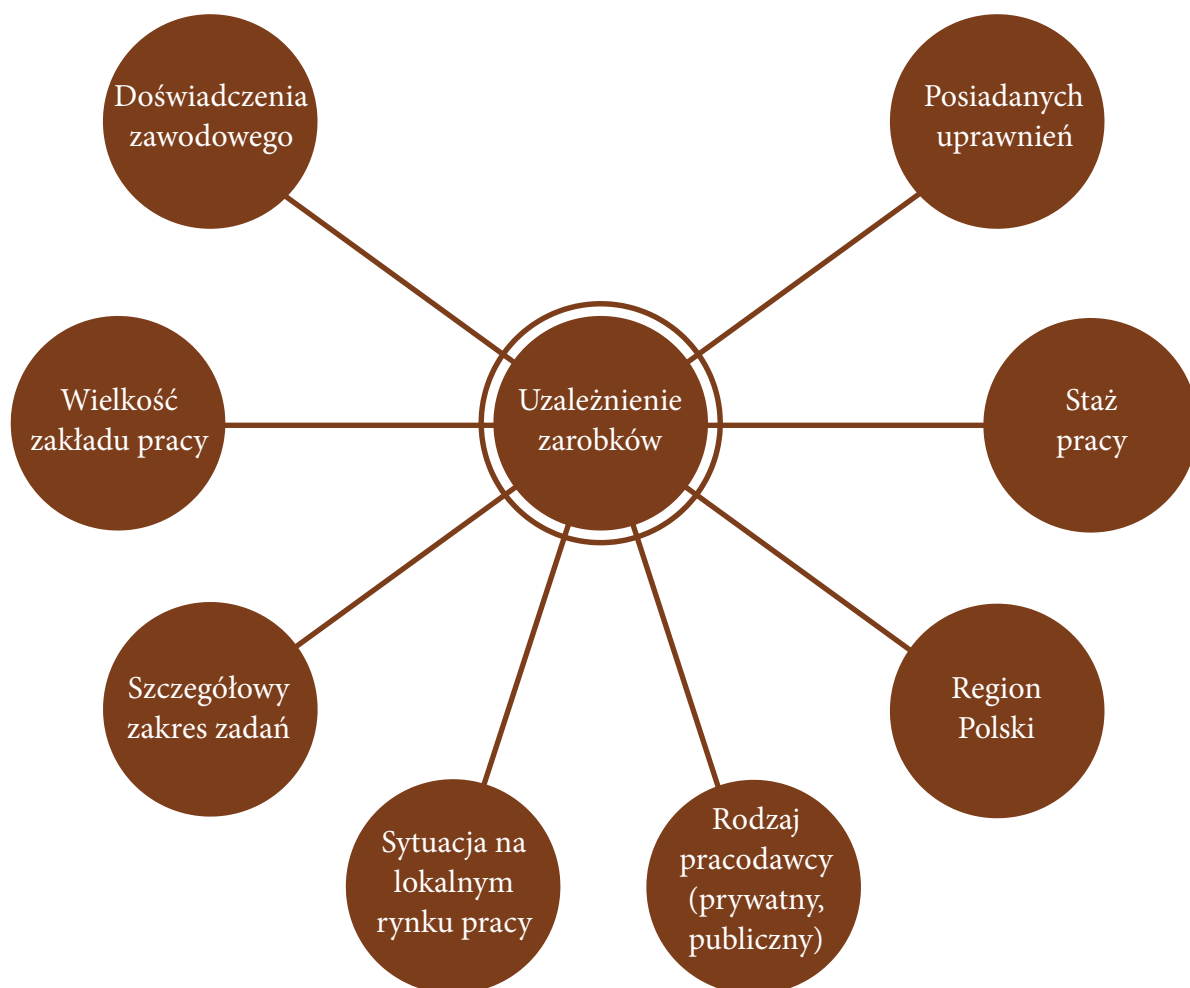 Doświadczenia
zawodowego
Posiadanych
uprawnień
Wielkość
zakładu pracy
Uzależnienie
zarobków
Staż
pracy
Szczegółowy
zakres zadań
Region
Polski
Sytuacja na
lokalnym
rynku pracy
Rodzaj
pracodawcy
(prywatny,
publiczny)